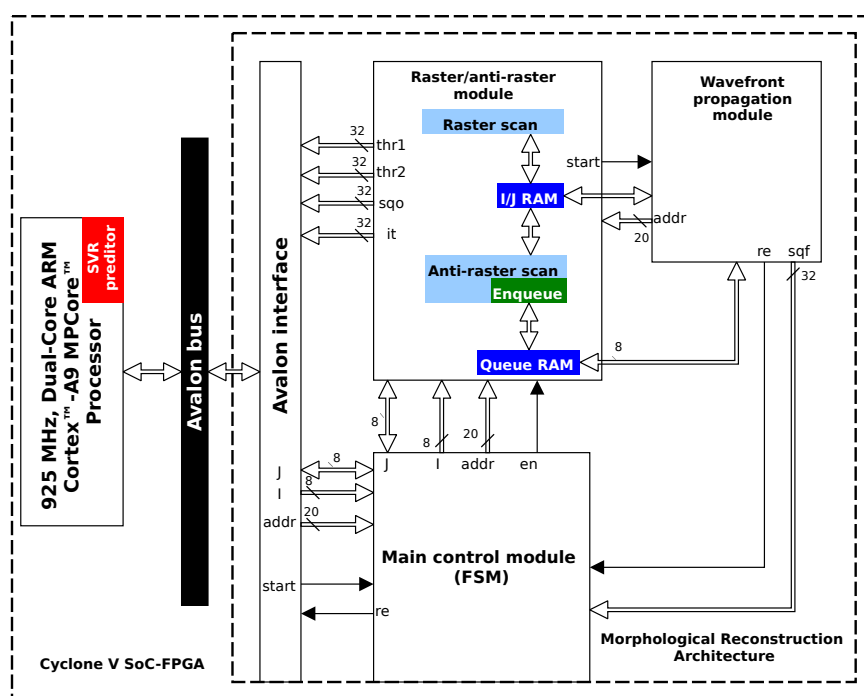 Raster/anti-raster
module
Raster scan
Wavefront
propagation
module
32
thr1
32
thr2
32
sqo
32
it
start
I/J RAM
addr
20
re sqf
32
Anti-raster scan
Enqueue
Queue RAM
8
SVR
preditor
925 MHz, Dual-Core ARM
Cortex™-A9 MPCore™
Processor
Avalon bus
Avalon interface
8
8
20
J I addr en
J
8
I
8
addr
20
start
re
Main control module
(FSM)
Cyclone V SoC-FPGA
Morphological Reconstruction
Architecture